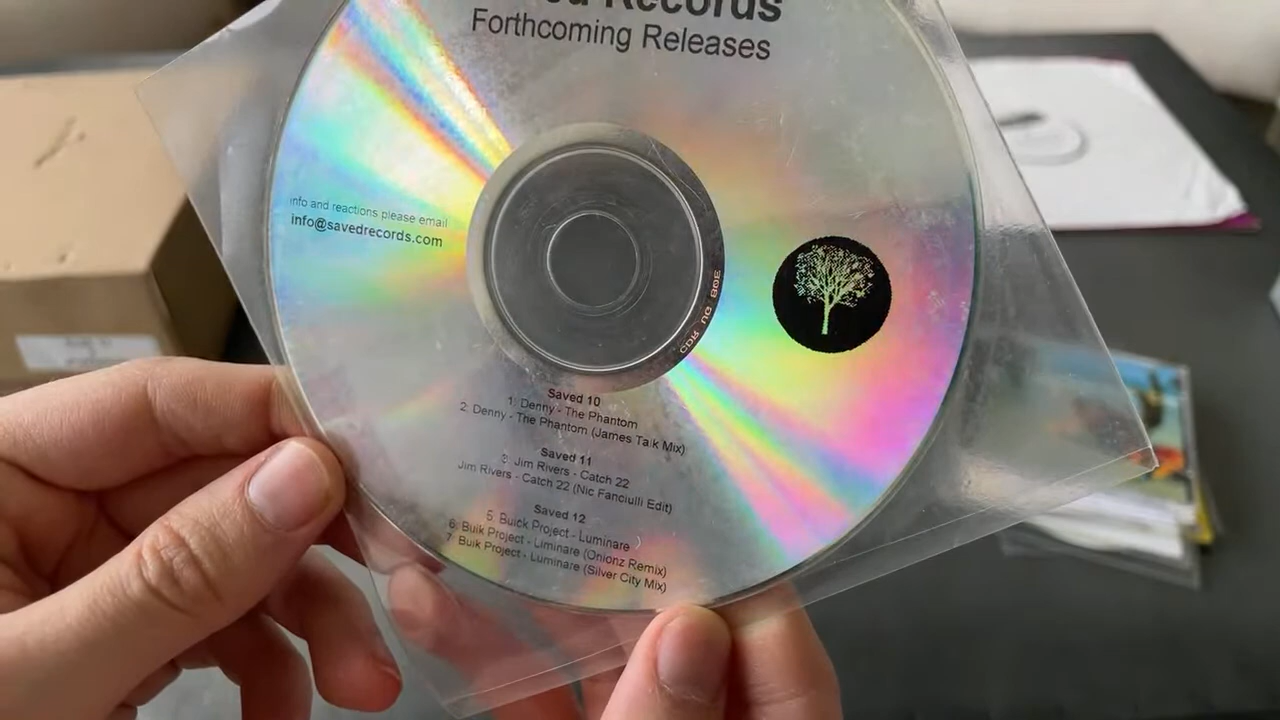 Records
Forthcoming Releases
info and reactions please email
info@savedrecords.com
Saved 10
1. Denny - The Phantom
2. Denny - The Phantom (James Talk Mix)
Saved 11
3. Jim Rivers - Catch 22
Jim Rivers - Catch 22 (Nic Fanciulli Edit)
Saved 12
5 Buick Project - Luminare
6 Buik Project - Liminare (Onionz Remix)
7 Buik Project - Luminare (Silver City Mix)